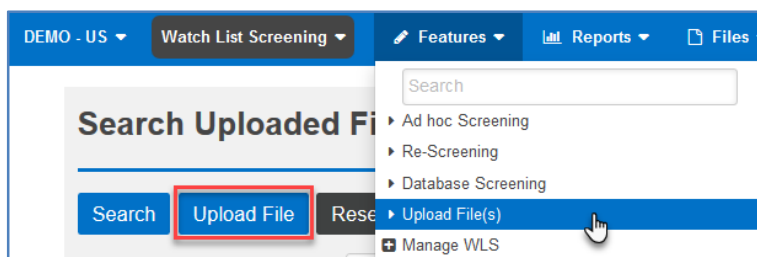 DEMO - US Watch List Screening Features Reports Files
Search
Ad hoc Screening
Search Uploaded Fi
Re-Screening
Database Screening
Search Upload File Rese
Upload File(s)
Manage WLS